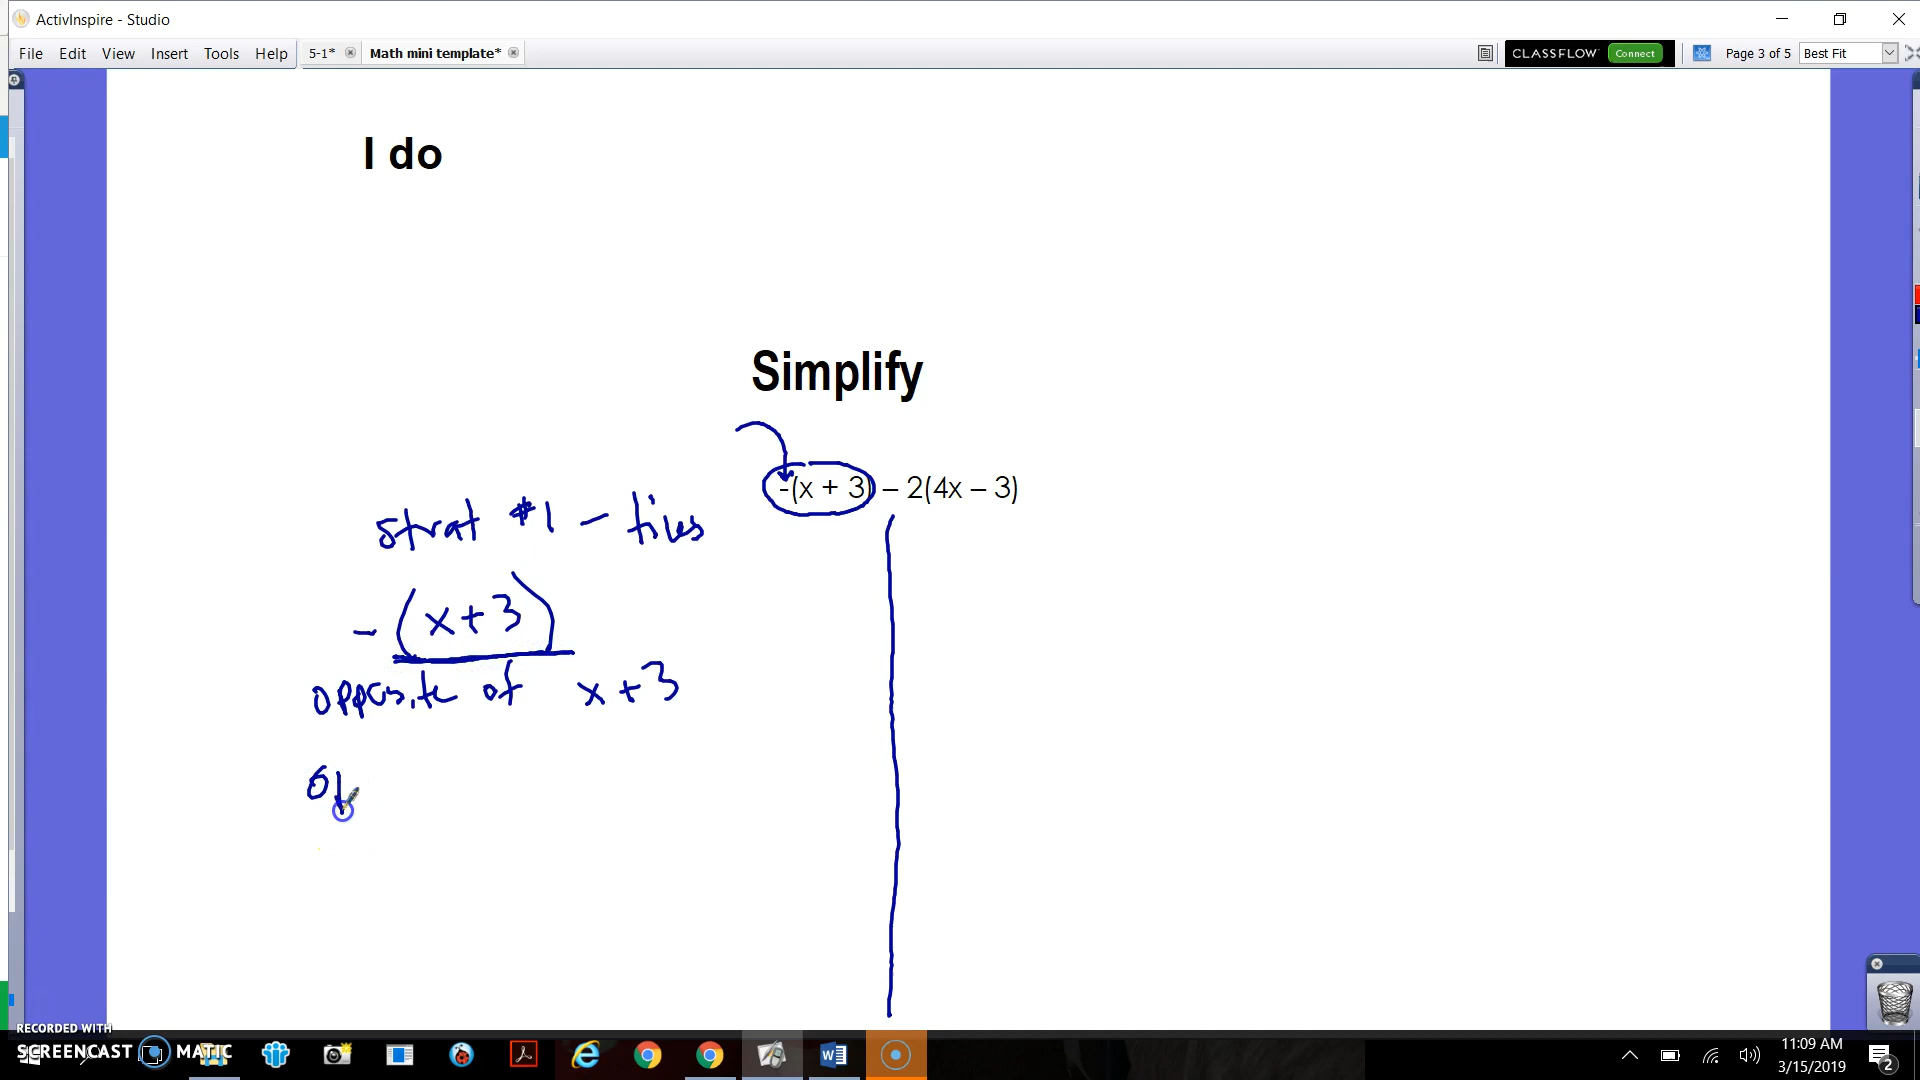 ActivInspire - Studio
File Edit View Insert Tools Help 5-1* Math mini template* CLASSFLOW Connect Page 3 of 5 Best Fit
I do
Simplify
-(x + 3) – 2(4x – 3)
strat #1 - tiles
- (x+3)
opposite of x+3
RECORDED WITH
SCREENCAST MATIC
11:09 AM
3/15/2019
2